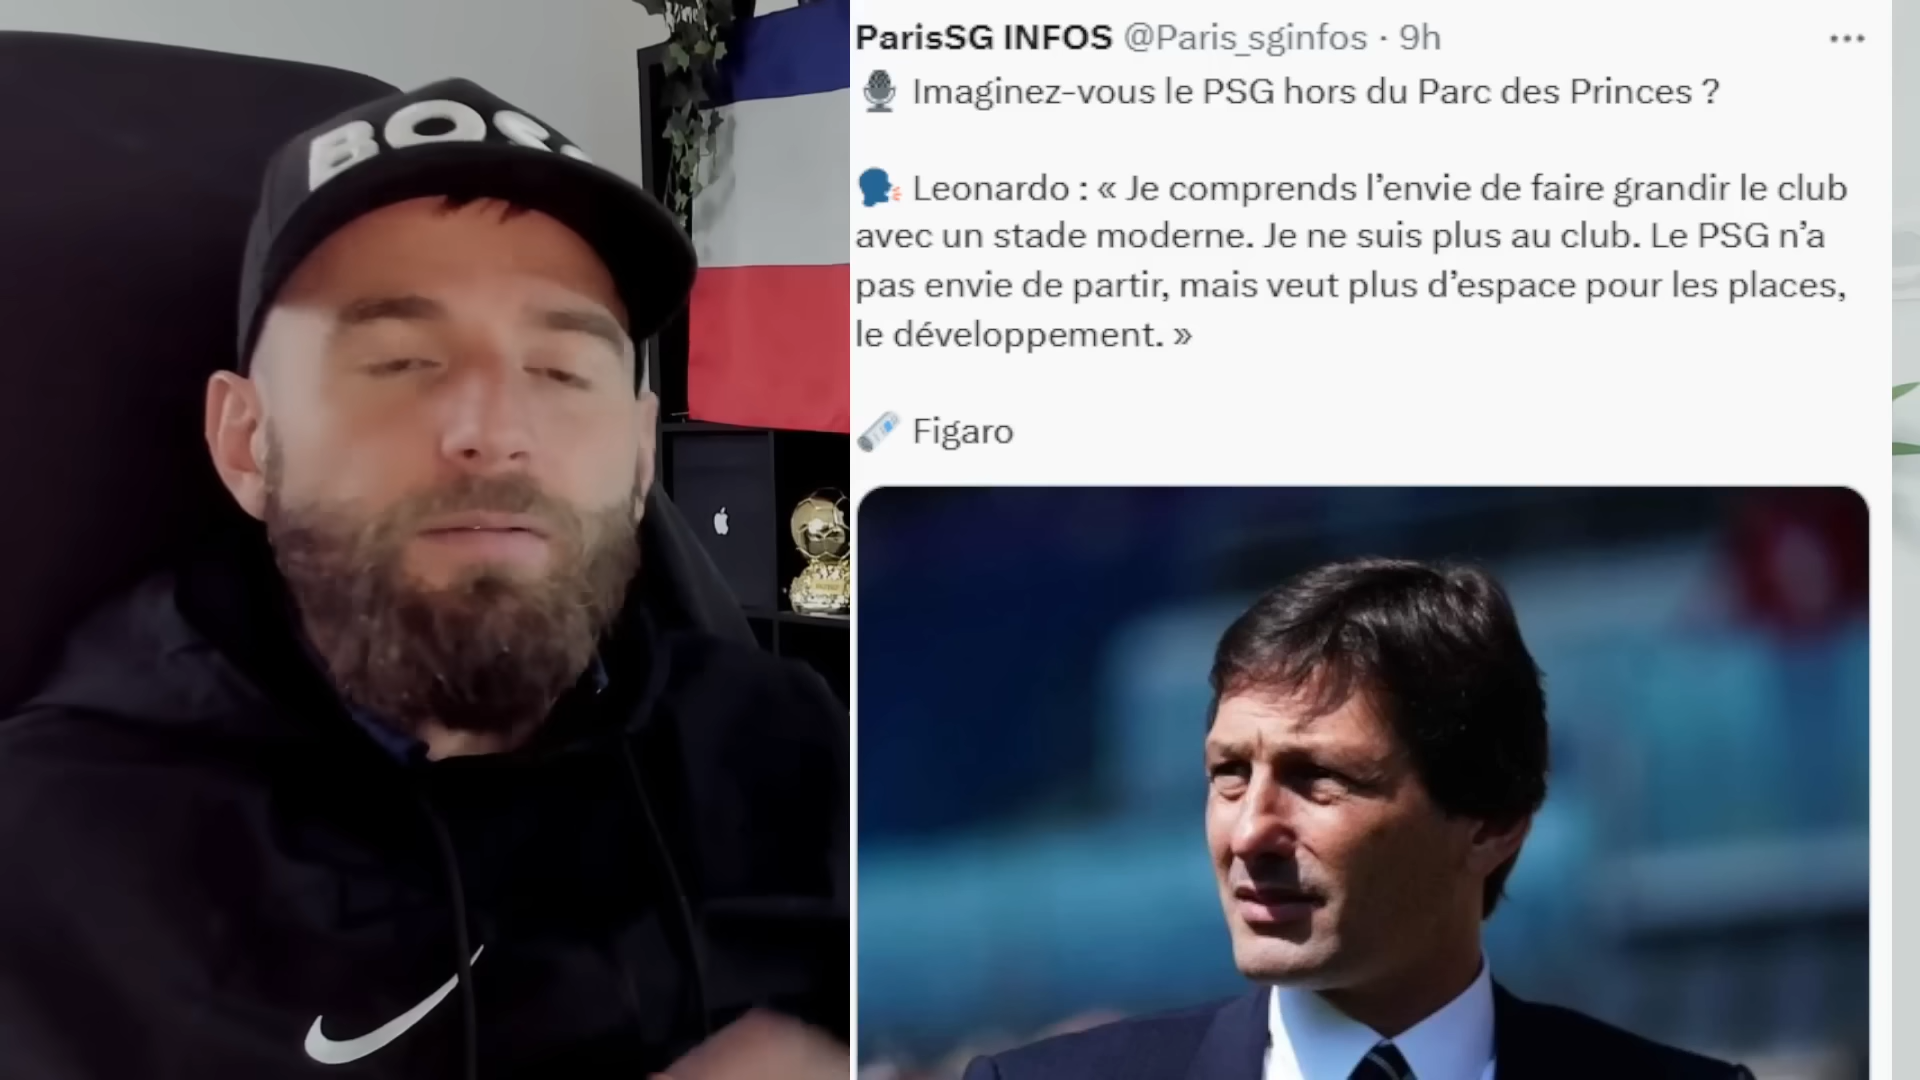 BOSS
ParisSG INFOS @Paris_sginfos · 9h
Imaginez-vous le PSG hors du Parc des Princes ?
Leonardo : « Je comprends l’envie de faire grandir le club
avec un stade moderne. Je ne suis plus au club. Le PSG n’a
pas envie de partir, mais veut plus d’espace pour les places,
le développement. »
Figaro